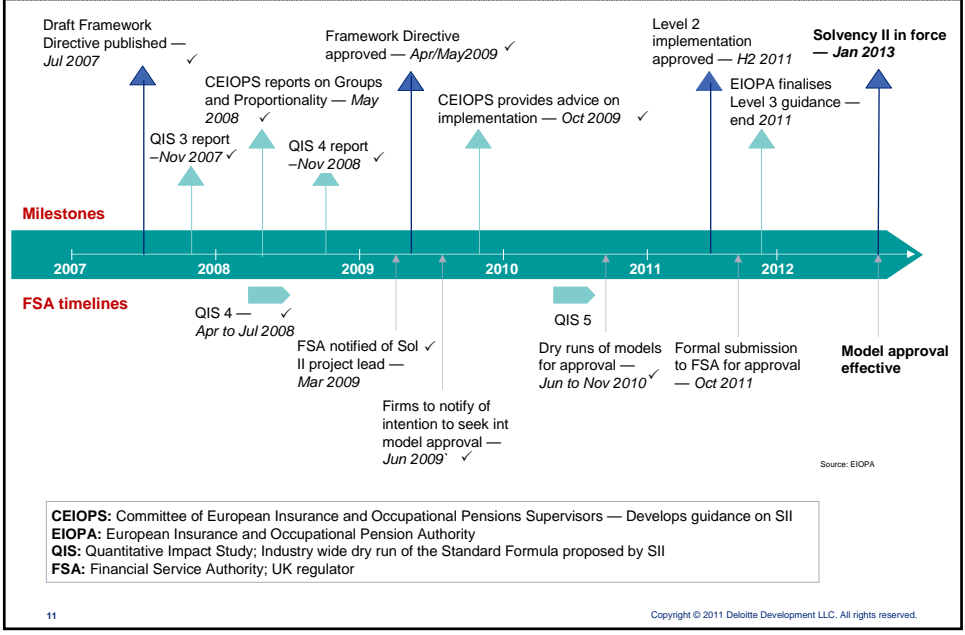 Draft Framework
Directive published —
Jul 2007 ✓
CEIOPS reports on Groups
and Proportionality — May
2008 ✓
QIS 3 report
–Nov 2007 ✓
QIS 4 report
–Nov 2008 ✓
Framework Directive
approved — Apr/May2009 ✓
CEIOPS provides advice on
implementation — Oct 2009 ✓
Level 2
implementation
approved — H2 2011
EIOPA finalises
Level 3 guidance —
end 2011
Solvency II in force
— Jan 2013
Milestones
2007 2008 2009 2010 2011 2012
FSA timelines
QIS 4 — ✓
Apr to Jul 2008
FSA notified of Sol ✓
II project lead —
Mar 2009
Firms to notify of
intention to seek int
model approval —
Jun 2009` ✓
QIS 5
Dry runs of models
for approval —
Jun to Nov 2010 ✓
Formal submission
to FSA for approval
— Oct 2011
Model approval
effective
Source: EIOPA
CEIOPS: Committee of European Insurance and Occupational Pensions Supervisors — Develops guidance on SII
EIOPA: European Insurance and Occupational Pension Authority
QIS: Quantitative Impact Study; Industry wide dry run of the Standard Formula proposed by SII
FSA: Financial Service Authority; UK regulator
11
Copyright © 2011 Deloitte Development LLC. All rights reserved.